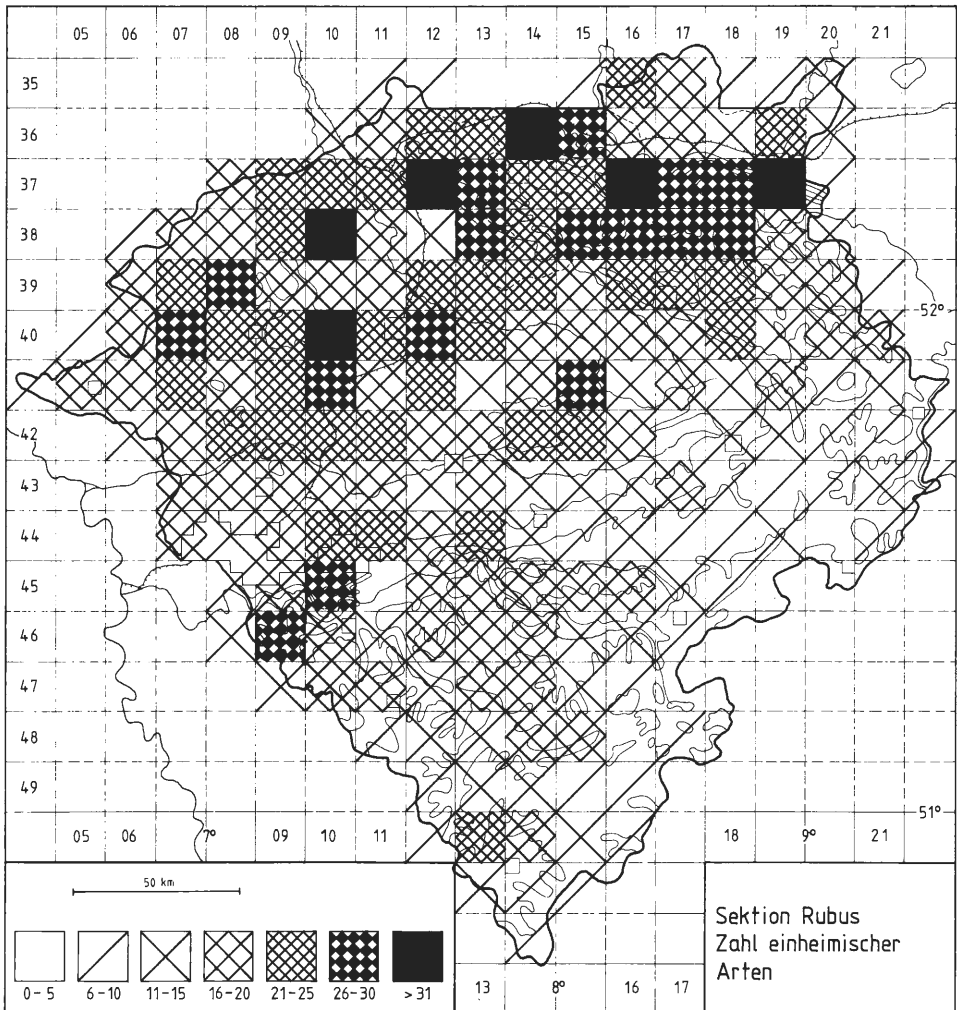 05 06 07 08 09 10 12 13 14 15 16 17 18 19 20 21
35
36
37
38
39
52°
40
42
43
44
45
46
47
48
49
51°
05 06 7° 09 10 11 18 9° 21
50 km
0-5 6-10 11-15 16-20 21-25 26-30 >31
13 8° 16 17
Sektion Rubus
Zahl einheimischer
Arten